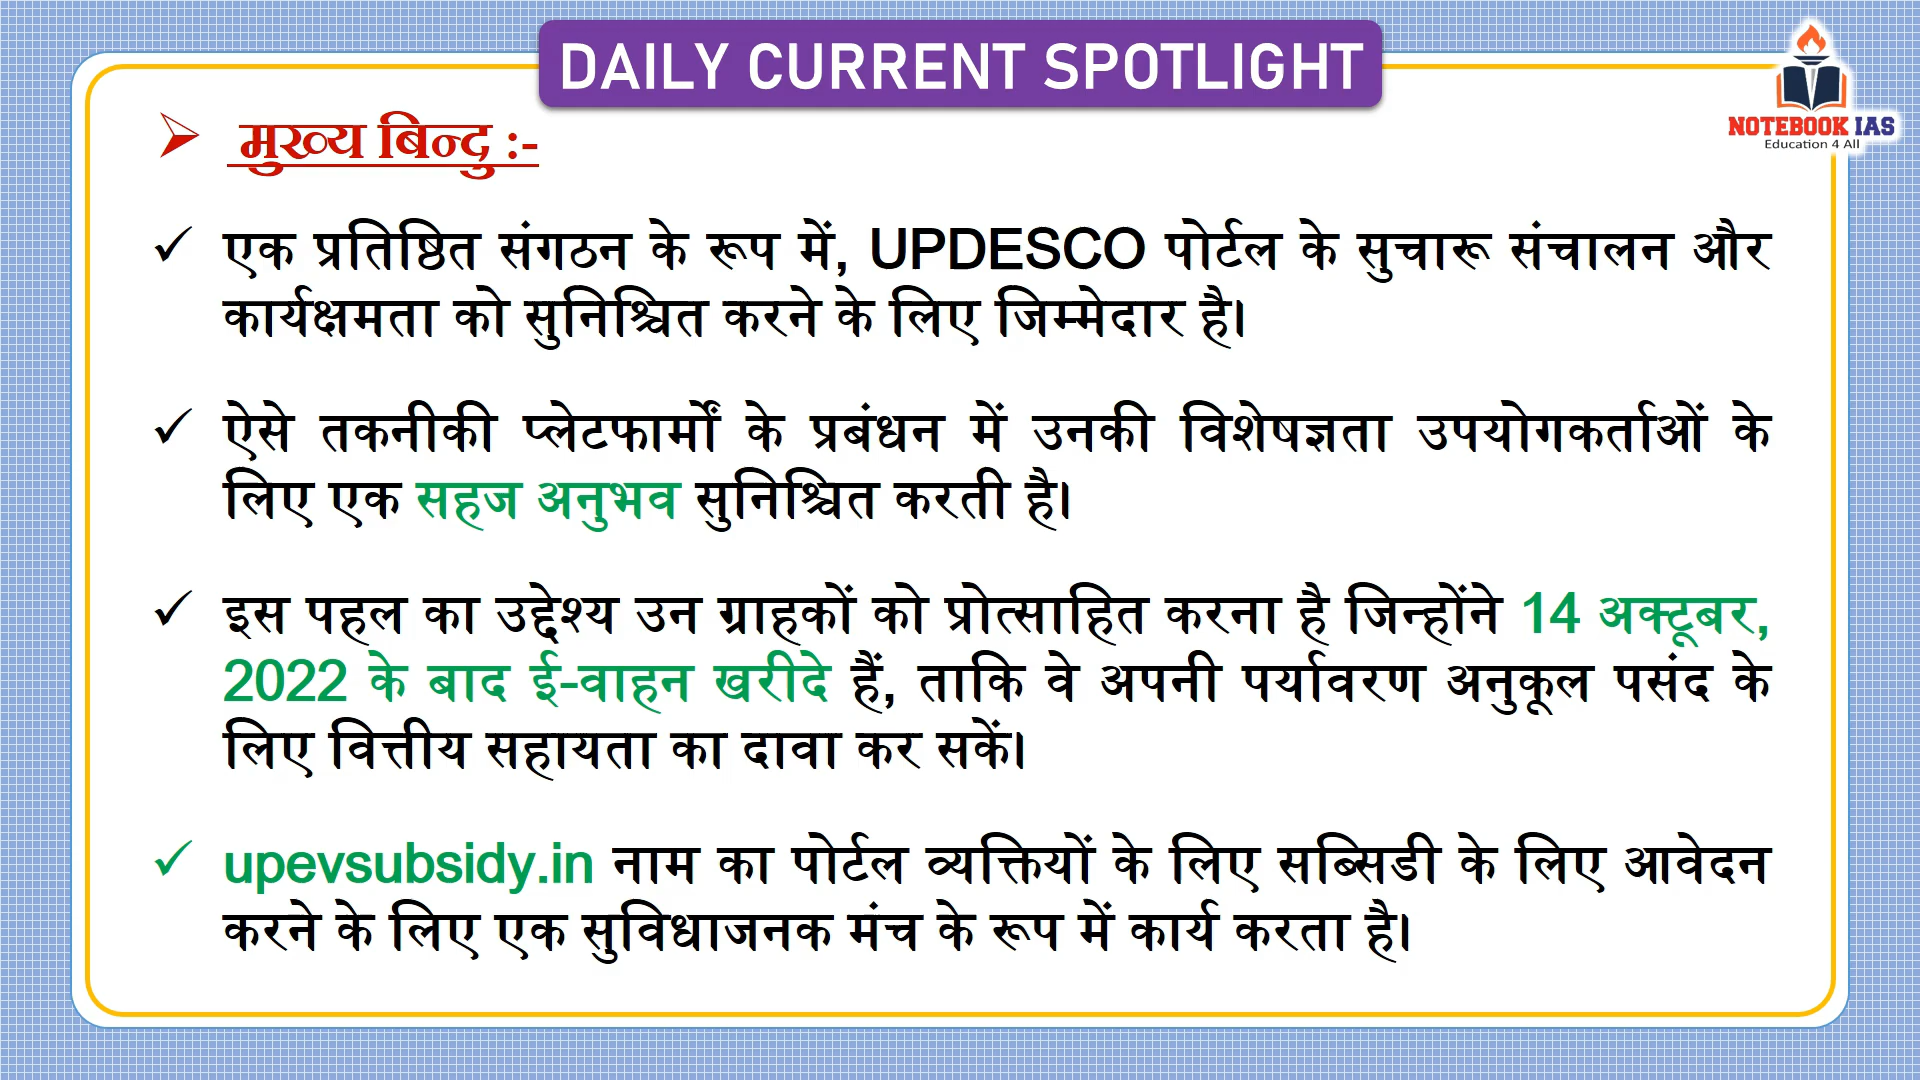 DAILY CURRENT SPOTLIGHT
NOTEBOOK IAS
Education 4 All
मुख्य बिन्दु :-
एक प्रतिष्ठित संगठन के रूप में, UPDESCO पोर्टल के सुचारू संचालन और
कार्यक्षमता को सुनिश्चित करने के लिए जिम्मेदार है।
ऐसे तकनीकी प्लेटफार्मों के प्रबंधन में उनकी विशेषज्ञता उपयोगकर्ताओं के
लिए एक सहज अनुभव सुनिश्चित करती है।
इस पहल का उद्देश्य उन ग्राहकों को प्रोत्साहित करना है जिन्होंने 14 अक्टूबर,
2022 के बाद ई-वाहन खरीदे हैं, ताकि वे अपनी पर्यावरण अनुकूल पसंद के
लिए वित्तीय सहायता का दावा कर सकें।
upevsubsidy.in नाम का पोर्टल व्यक्तियों के लिए सब्सिडी के लिए आवेदन
करने के लिए एक सुविधाजनक मंच के रूप में कार्य करता है।